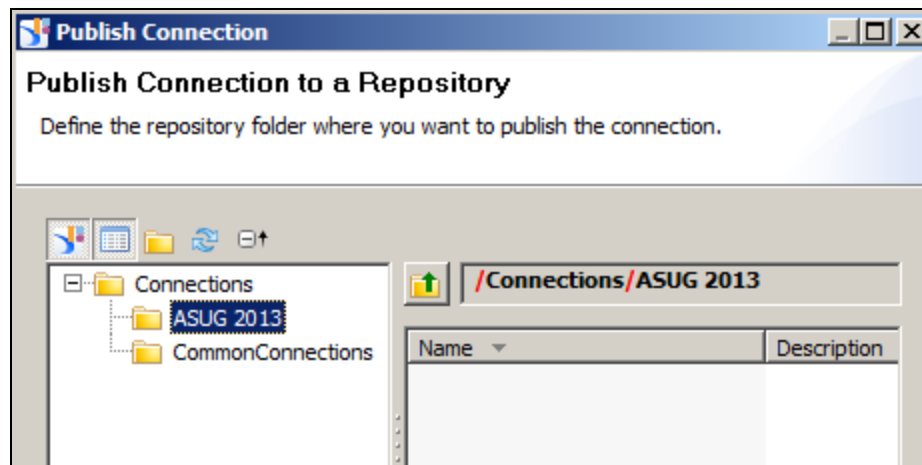 Publish Connection
Publish Connection to a Repository
Define the repository folder where you want to publish the connection.
Connections
/Connections/ASUG 2013
ASUG 2013
CommonConnections
Name
Description